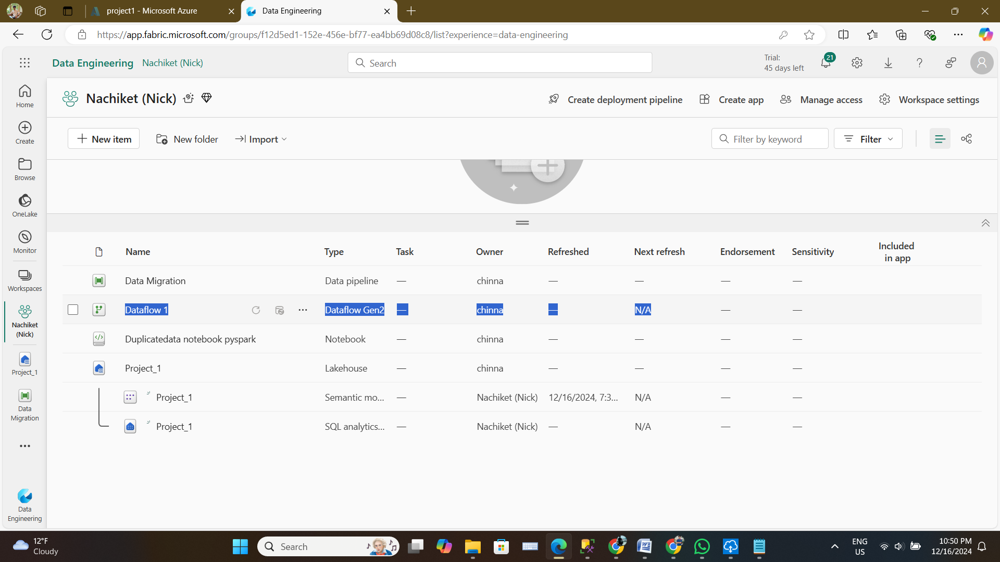 project1 - Microsoft Azure
Data Engineering
https://app.fabric.microsoft.com/groups/f12d5ed1-152e-456e-bf77-ea4bb69d08c8/list?experience=data-engineering
Data Engineering Nachiket (Nick)
Search
Trial:
45 days left
21
Home
Create
Browse
OneLake
Monitor
Workspaces
Nachiket
(Nick)
Project_1
Data
Migration
Data
Engineering
Nachiket (Nick)
Create deployment pipeline Create app Manage access Workspace settings
New item New folder Import
Filter by keyword Filter
Name Type Task Owner Refreshed Next refresh Endorsement Sensitivity Included
in app
Data Migration Data pipeline — chinna — — — —
Dataflow 1 Dataflow Gen2 — chinna — N/A — —
Duplicatedata notebook pyspark Notebook — chinna — — — —
Project_1 Lakehouse — chinna — — — —
Project_1 Semantic mo... — Nachiket (Nick) 12/16/2024, 7:3... N/A — —
Project_1 SQL analytics... — Nachiket (Nick) — N/A — —
12°F
Cloudy
Search
ENG
US
10:50 PM
12/16/2024